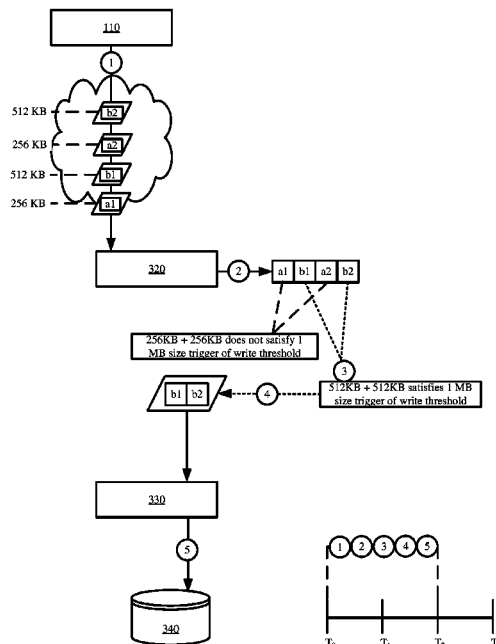 110
1
512 KB
b2
256 KB
a2
512 KB
b1
256 KB
a1
320
2
a1 b1 a2 b2
256KB + 256KB does not satisfy 1
MB size trigger of write threshold
3
512KB + 512KB satisfies 1 MB
size trigger of write threshold
4
b1 b2
330
5
340
1 2 3 4 5